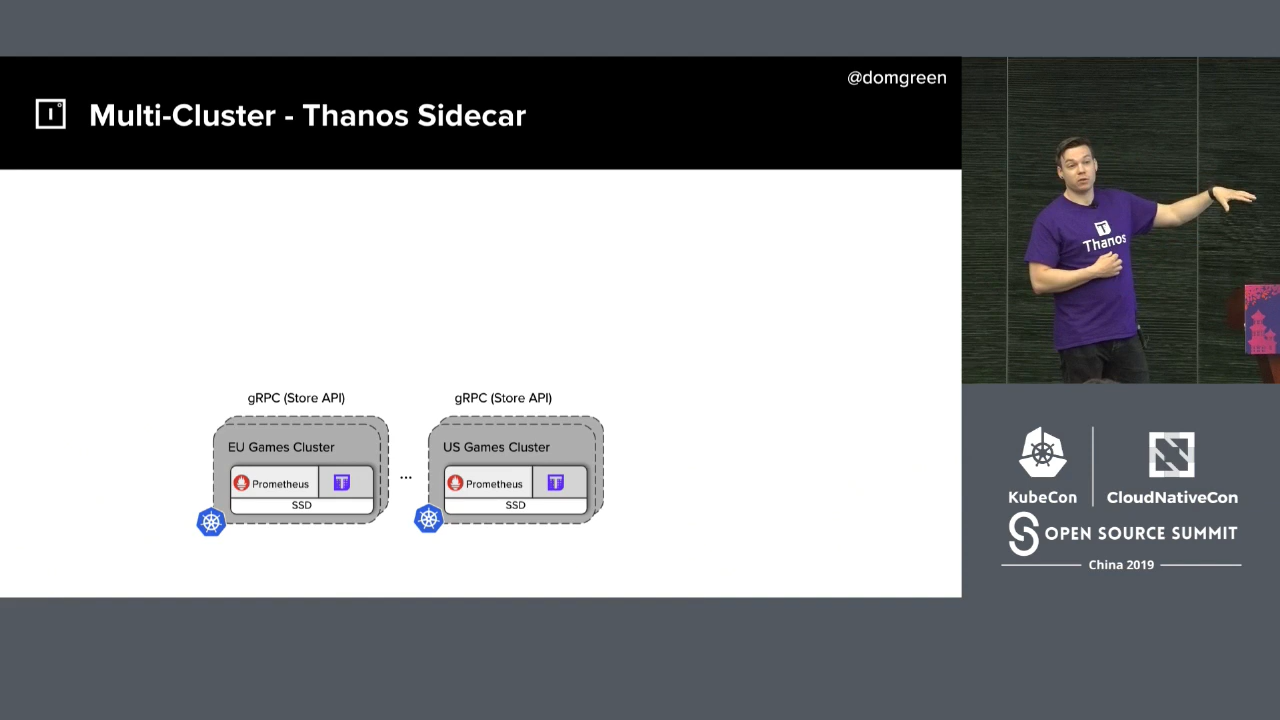 @domgreen
Multi-Cluster - Thanos Sidecar
gRPC (Store API)
gRPC (Store API)
EU Games Cluster
US Games Cluster
Prometheus
...
Prometheus
SSD
SSD
Thanos
KubeCon
CloudNativeCon
OPEN SOURCE SUMMIT
China 2019